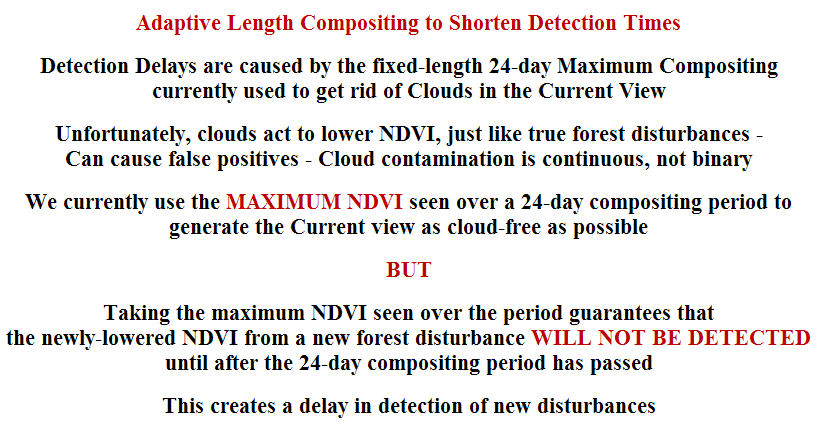 Adaptive Length Compositing to Shorten Detection Times
Detection Delays are caused by the fixed-length 24-day Maximum Compositing
currently used to get rid of Clouds in the Current View
Unfortunately, clouds act to lower NDVI, just like true forest disturbances -
Can cause false positives - Cloud contamination is continuous, not binary
We currently use the MAXIMUM NDVI seen over a 24-day compositing period to
generate the Current view as cloud-free as possible
BUT
Taking the maximum NDVI seen over the period guarantees that
the newly-lowered NDVI from a new forest disturbance WILL NOT BE DETECTED
until after the 24-day compositing period has passed
This creates a delay in detection of new disturbances